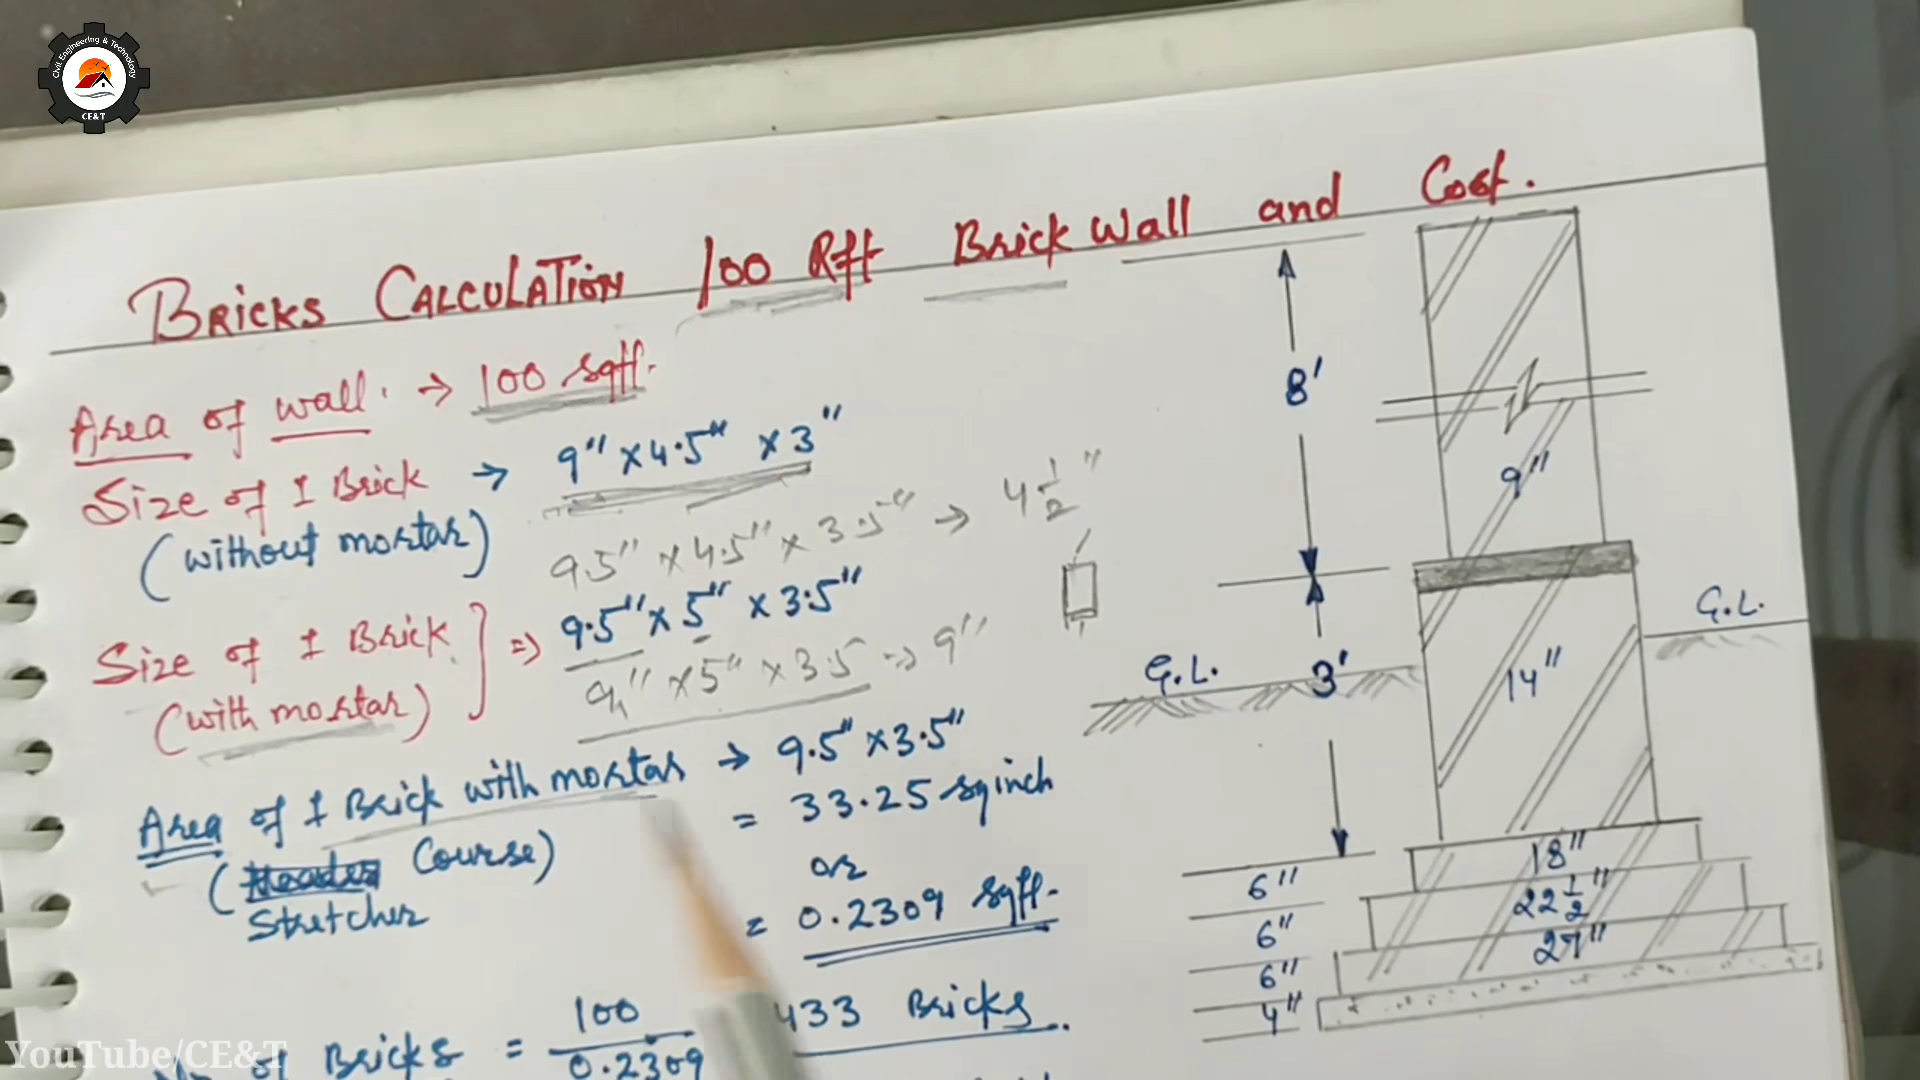 Civil Engineering & Technology
CE&T
BRICKS CALCULATION 100 Rft Brick Wall and Cost.
Area of wall. → 100 sqft.
Size of 1 Brick → 9" x 4.5" x 3"
(without mortar)
9.5" x 4.5" x 3.5" → 4 1/2"
Size of 1 Brick ⇒ 9.5" x 5" x 3.5"
(with mortar)
9" x 5" x 3.5 → 9"
Area of 1 Brick with mortar → 9.5" x 3.5"
= 33.25 sq inch
(Header Course)
Stretcher
or
= 0.2309 sqft.
of Bricks = 100
0.2309
433 Bricks.
8'
9"
G.L.
G.L.
3'
14"
6"
18"
6"
22 1/2"
6"
27"
4"
YouTube/CE&T